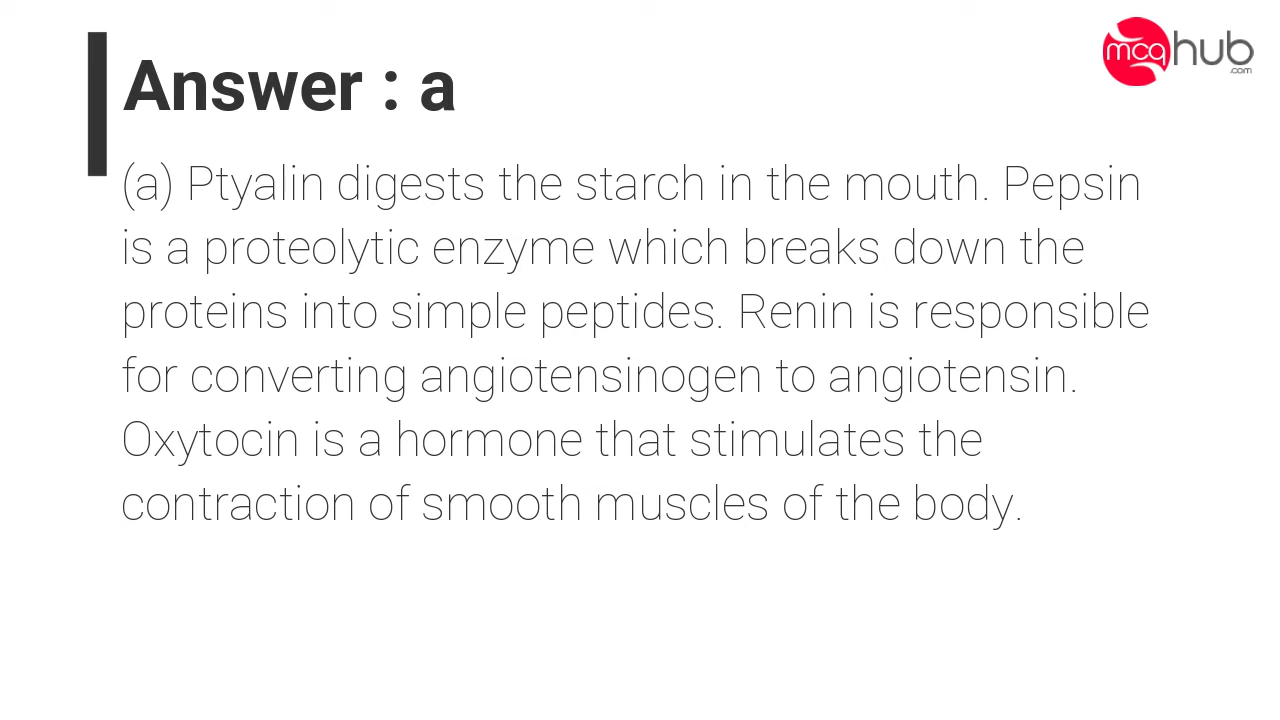 mcqhub
.com
Answer : a
(a) Ptyalin digests the starch in the mouth. Pepsin
is a proteolytic enzyme which breaks down the
proteins into simple peptides. Renin is responsible
for converting angiotensinogen to angiotensin.
Oxytocin is a hormone that stimulates the
contraction of smooth muscles of the body.